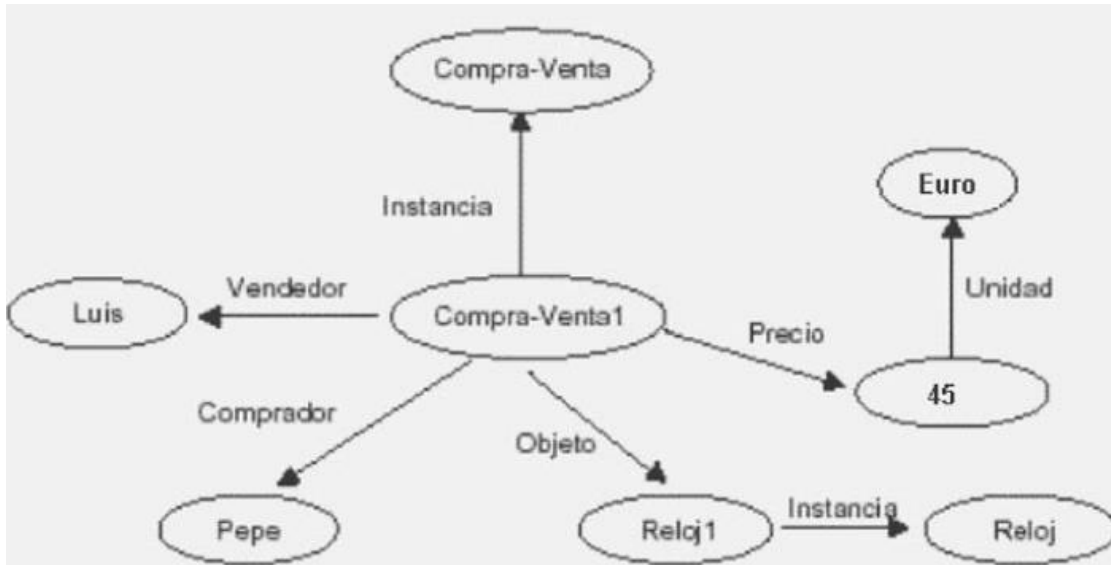 Compra-Venta
Euro
Instancia
Unidad
Vendedor
Luis
Compra-Venta1
Precio
45
Comprador
Objeto
Instancia
Pepe
Reloj1
Reloj